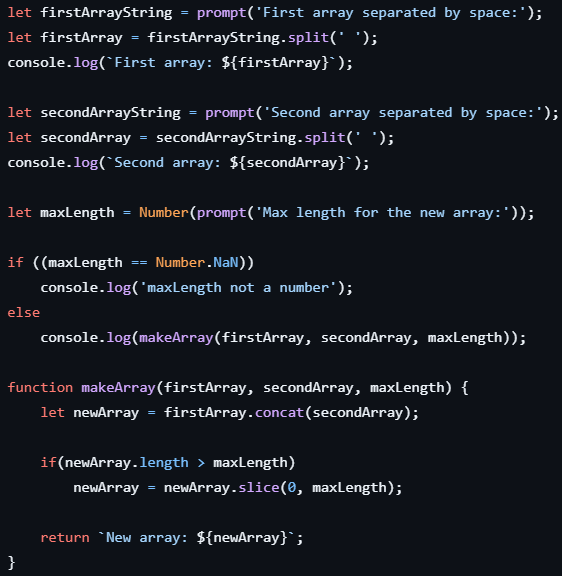 let firstArrayString = prompt('First array separated by space:');
let firstArray = firstArrayString.split(' ');
console.log(`First array: ${firstArray}`);

let secondArrayString = prompt('Second array separated by space:');
let secondArray = secondArrayString.split(' ');
console.log(`Second array: ${secondArray}`);

let maxLength = Number(prompt('Max length for the new array:'));

if ((maxLength == Number.NaN))
    console.log('maxLength not a number');
else
    console.log(makeArray(firstArray, secondArray, maxLength));

function makeArray(firstArray, secondArray, maxLength) {
    let newArray = firstArray.concat(secondArray);

    if(newArray.length > maxLength)
        newArray = newArray.slice(0, maxLength);

    return `New array: ${newArray}`;
}